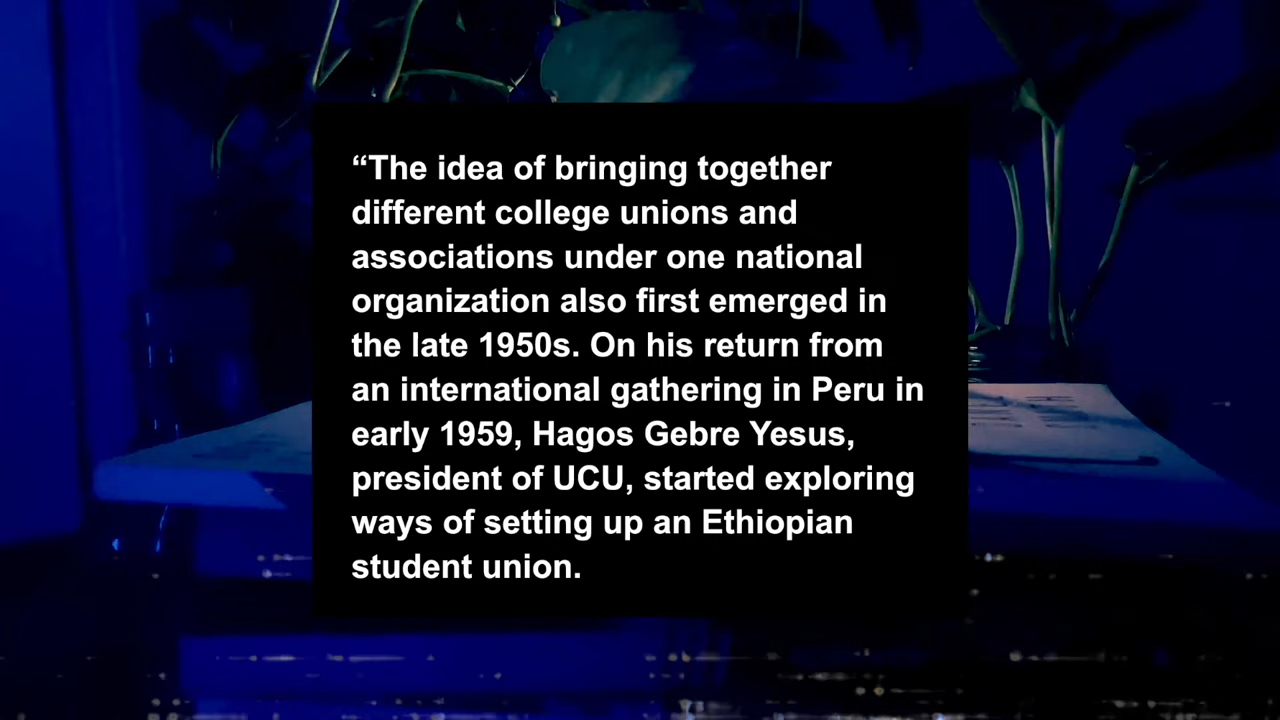 “The idea of bringing together
different college unions and
associations under one national
organization also first emerged in
the late 1950s. On his return from
an international gathering in Peru in
early 1959, Hagos Gebre Yesus,
president of UCU, started exploring
ways of setting up an Ethiopian
student union.